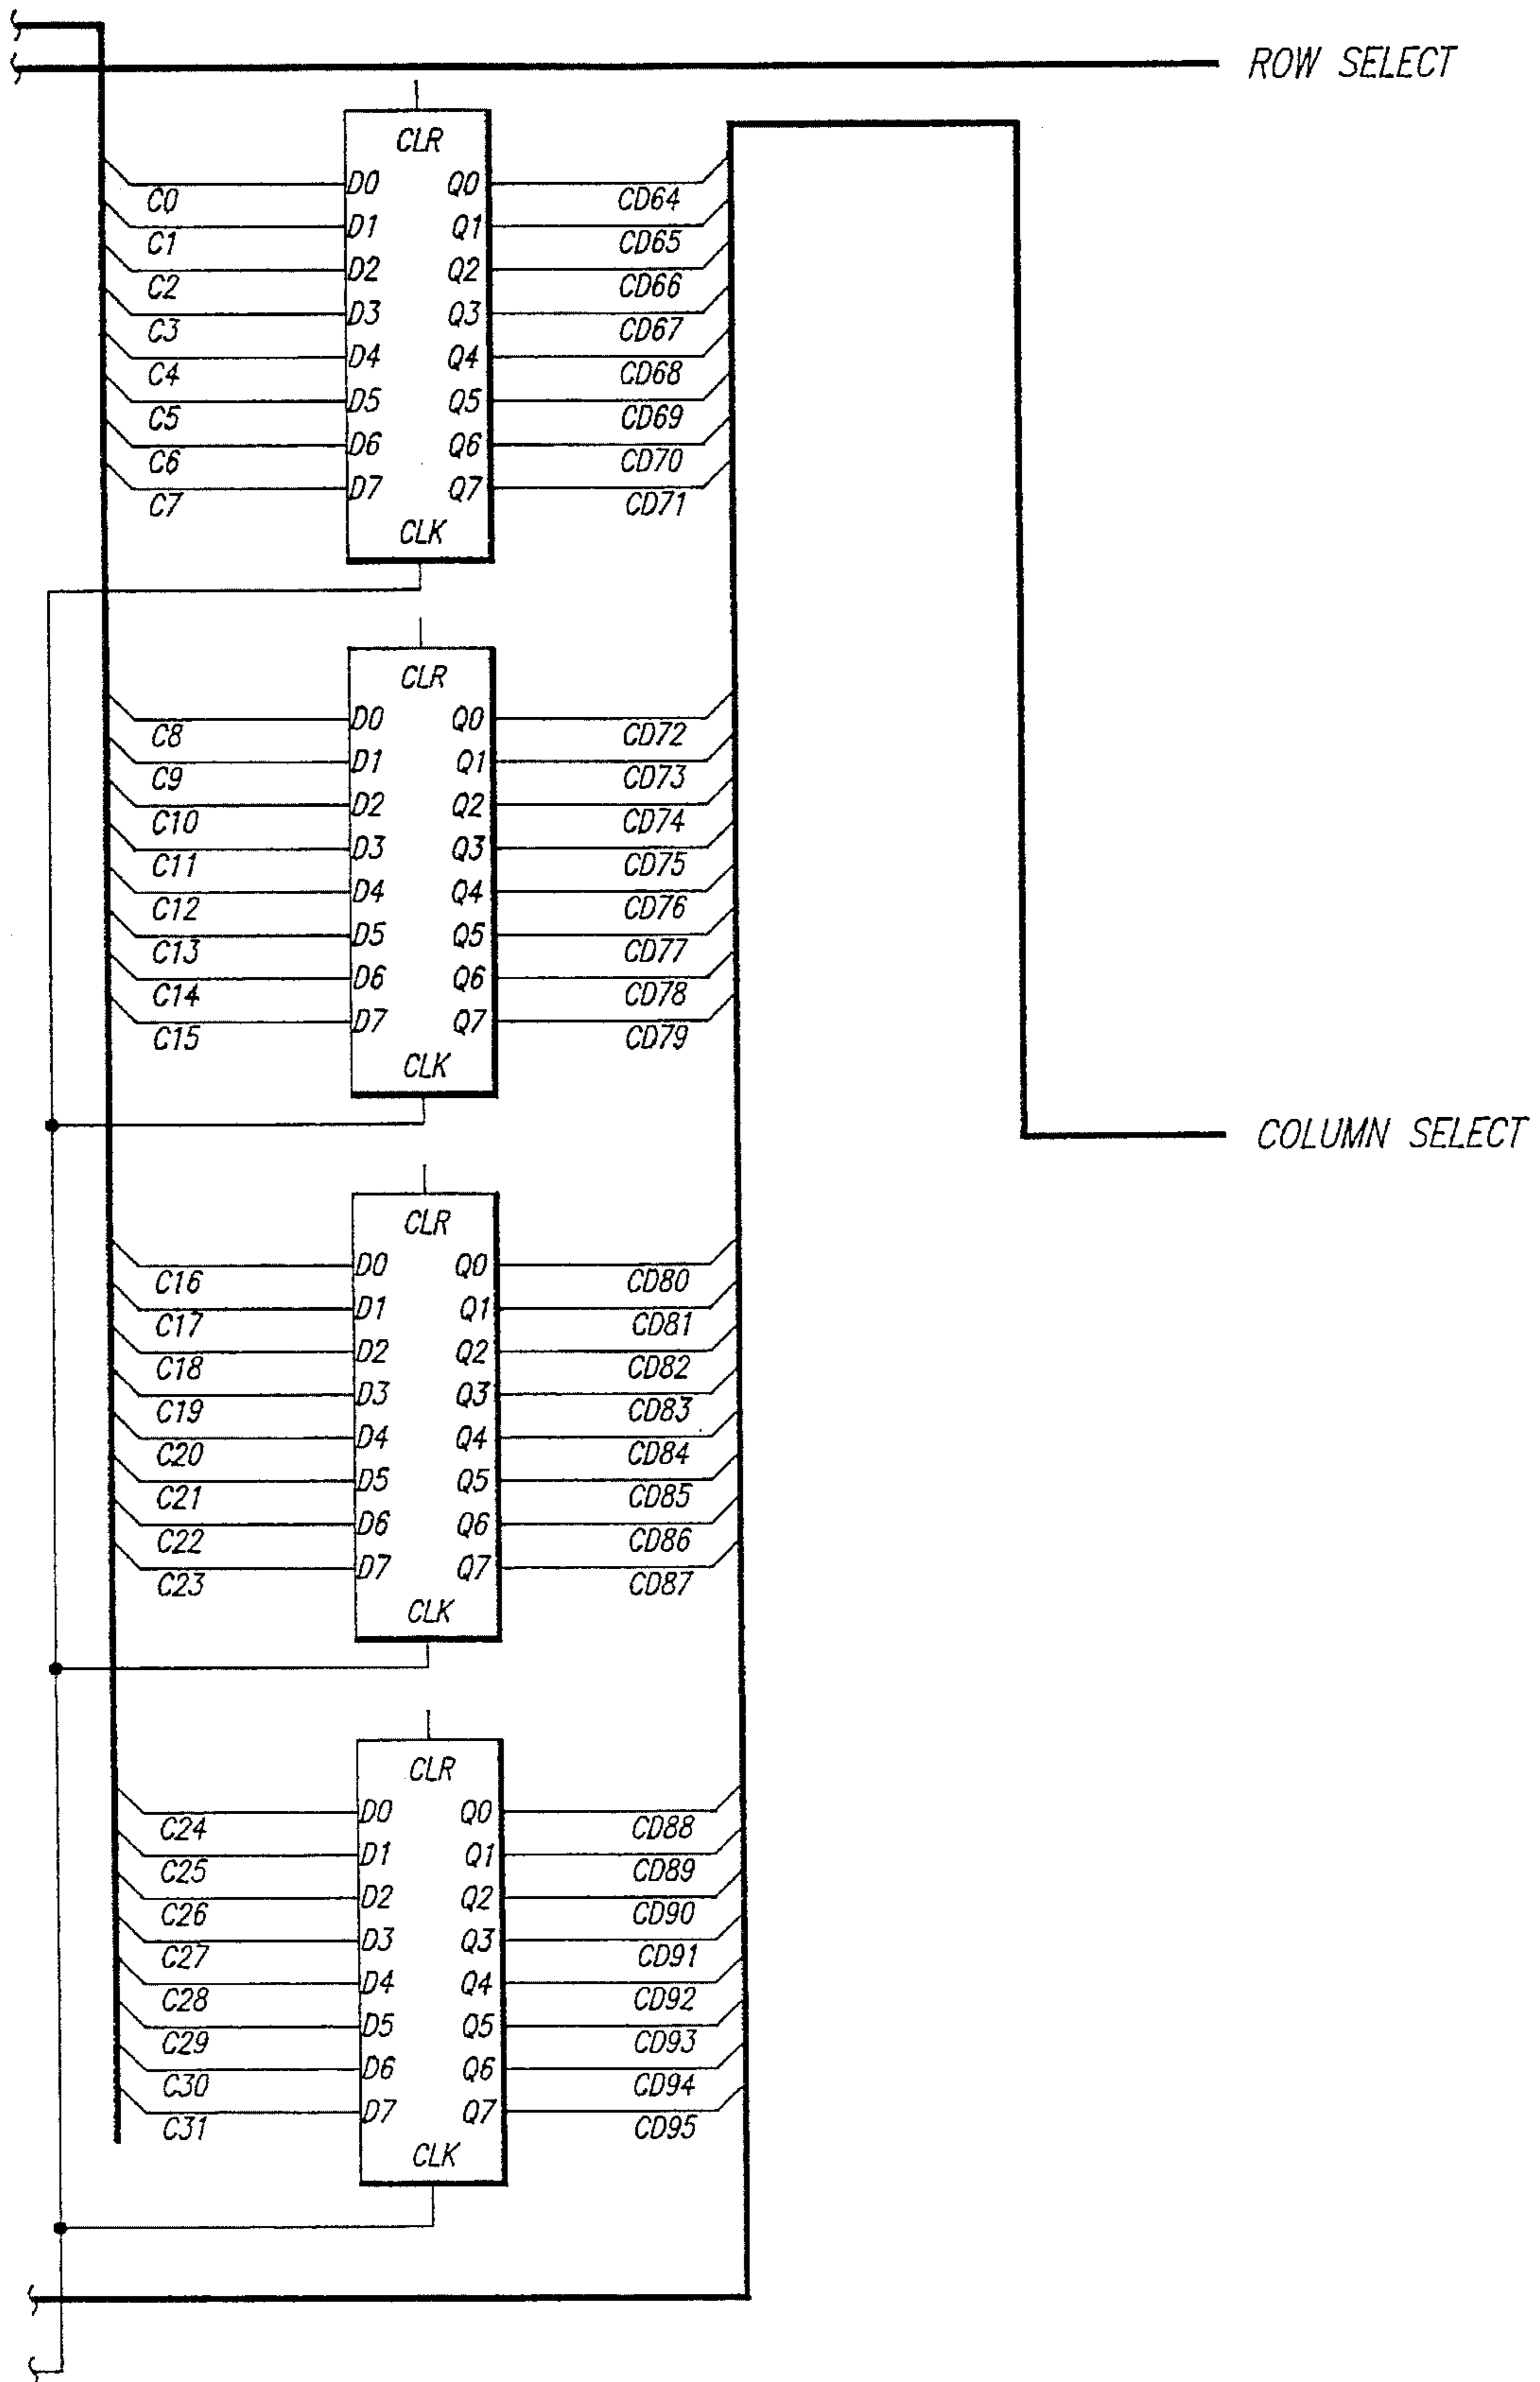 ROW SELECT
CLR
D0 Q0
C0 CD64
D1 Q1
C1 CD65
D2 Q2
C2 CD66
D3 Q3
C3 CD67
D4 Q4
C4 CD68
D5 Q5
C5 CD69
D6 Q6
C6 CD70
D7 Q7
C7 CD71
CLK
CLR
D0 Q0
C8 CD72
D1 Q1
C9 CD73
D2 Q2
C10 CD74
D3 Q3
C11 CD75
D4 Q4
C12 CD76
D5 Q5
C13 CD77
D6 Q6
C14 CD78
D7 Q7
C15 CD79
CLK
COLUMN SELECT
CLR
D0 Q0
C16 CD80
D1 Q1
C17 CD81
D2 Q2
C18 CD82
D3 Q3
C19 CD83
D4 Q4
C20 CD84
D5 Q5
C21 CD85
D6 Q6
C22 CD86
D7 Q7
C23 CD87
CLK
CLR
D0 Q0
C24 CD88
D1 Q1
C25 CD89
D2 Q2
C26 CD90
D3 Q3
C27 CD91
D4 Q4
C28 CD92
D5 Q5
C29 CD93
D6 Q6
C30 CD94
D7 Q7
C31 CD95
CLK